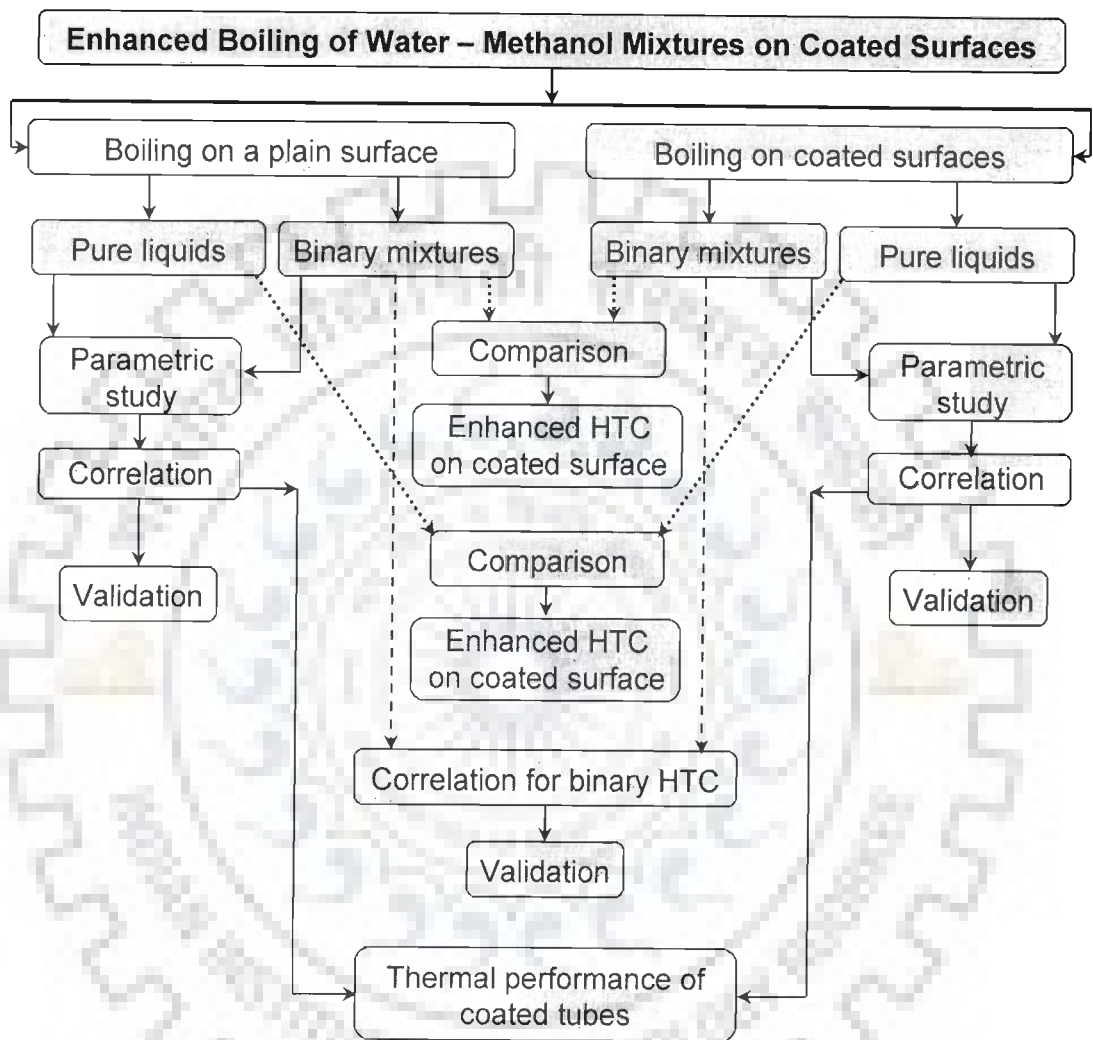 Enhanced Boiling of Water – Methanol Mixtures on Coated Surfaces
Boiling on a plain surface
Boiling on coated surfaces
Pure liquids
Binary mixtures
Binary mixtures
Pure liquids
Comparison
Parametric
study
Parametric
study
Enhanced HTC
on coated surface
Correlation
Correlation
Comparison
Validation
Validation
Enhanced HTC
on coated surface
Correlation for binary HTC
Validation
Thermal performance of
coated tubes